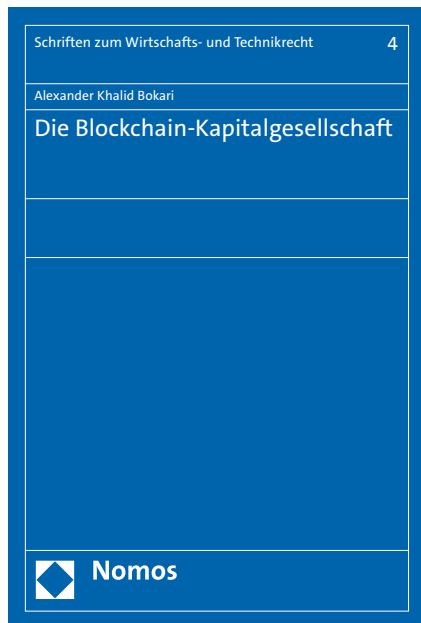 Schriften zum Wirtschafts- und Technikrecht 4
Alexander Khalid Bokari
Die Blockchain-Kapitalgesellschaft
Nomos